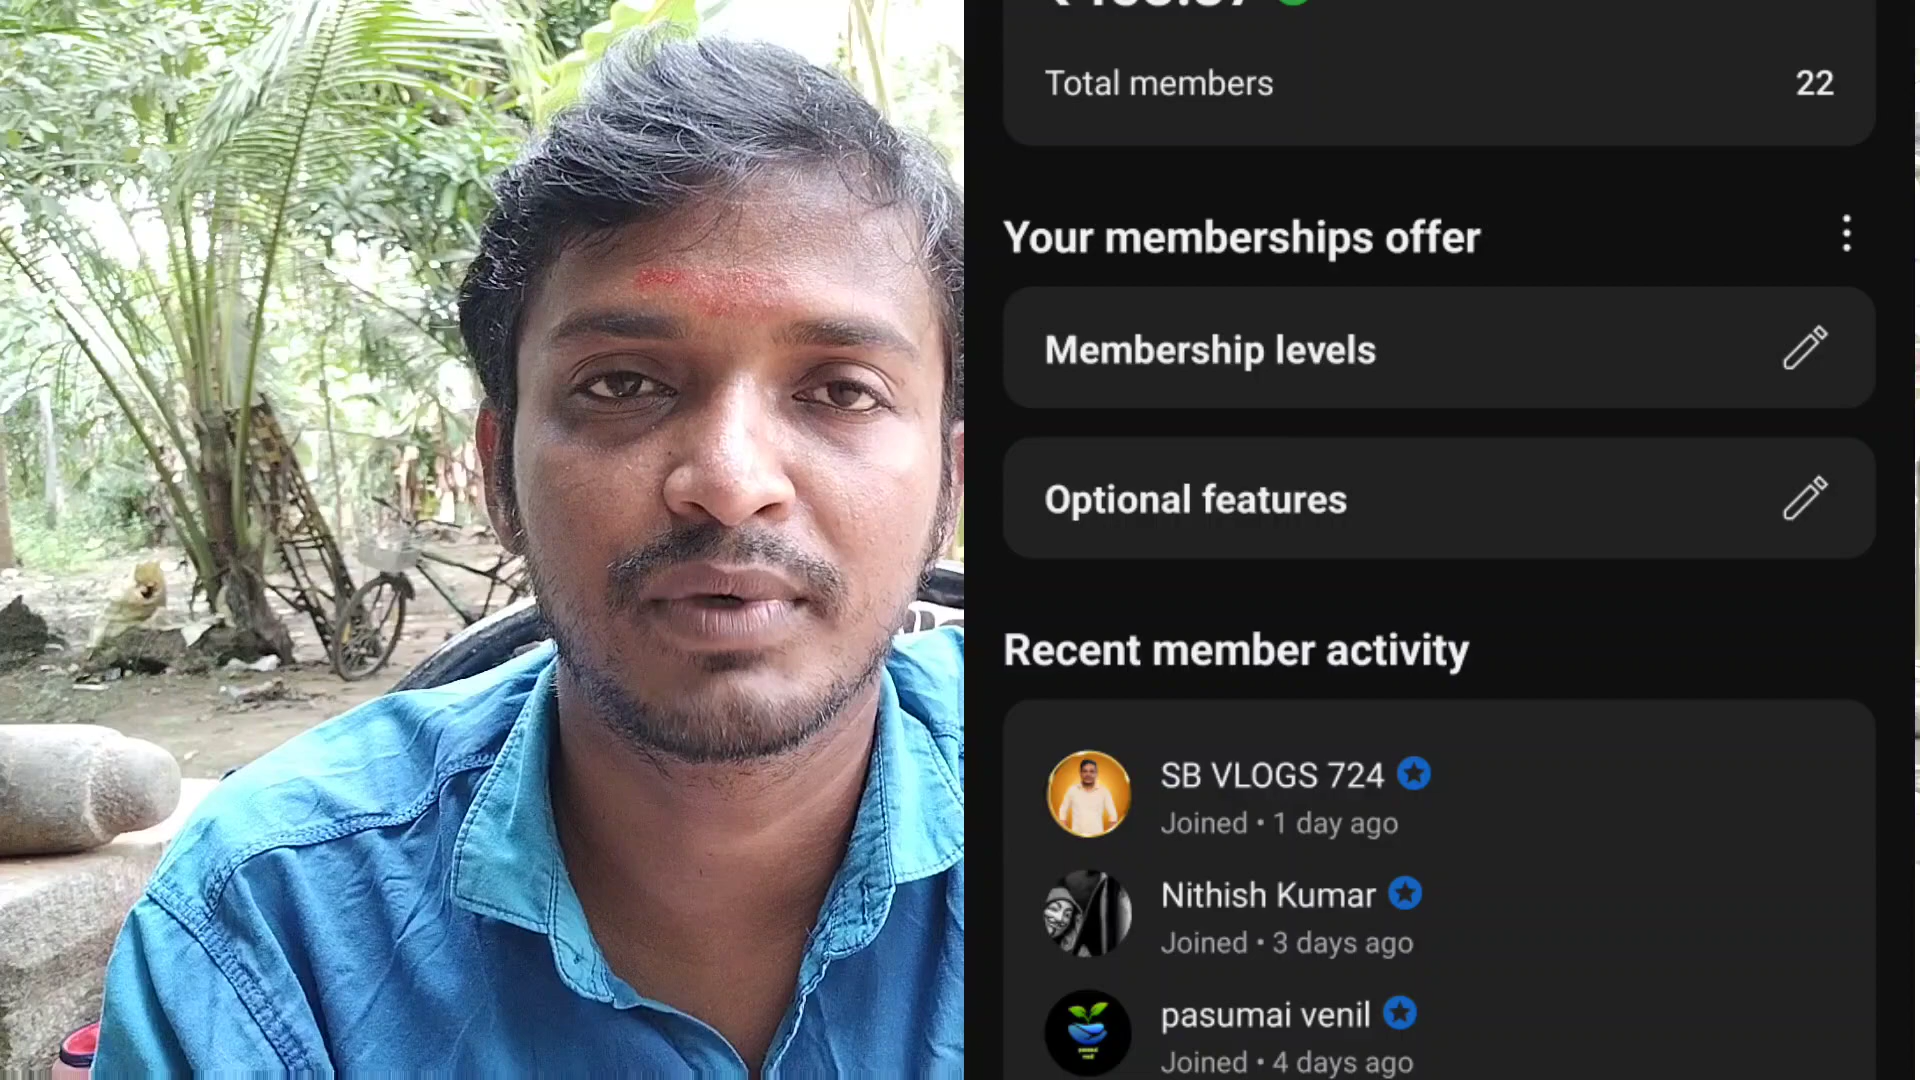 Total members 22
Your memberships offer
Membership levels
Optional features
Recent member activity
SB VLOGS 724
Joined • 1 day ago
Nithish Kumar
Joined • 3 days ago
pasumai venil
Joined • 4 days ago